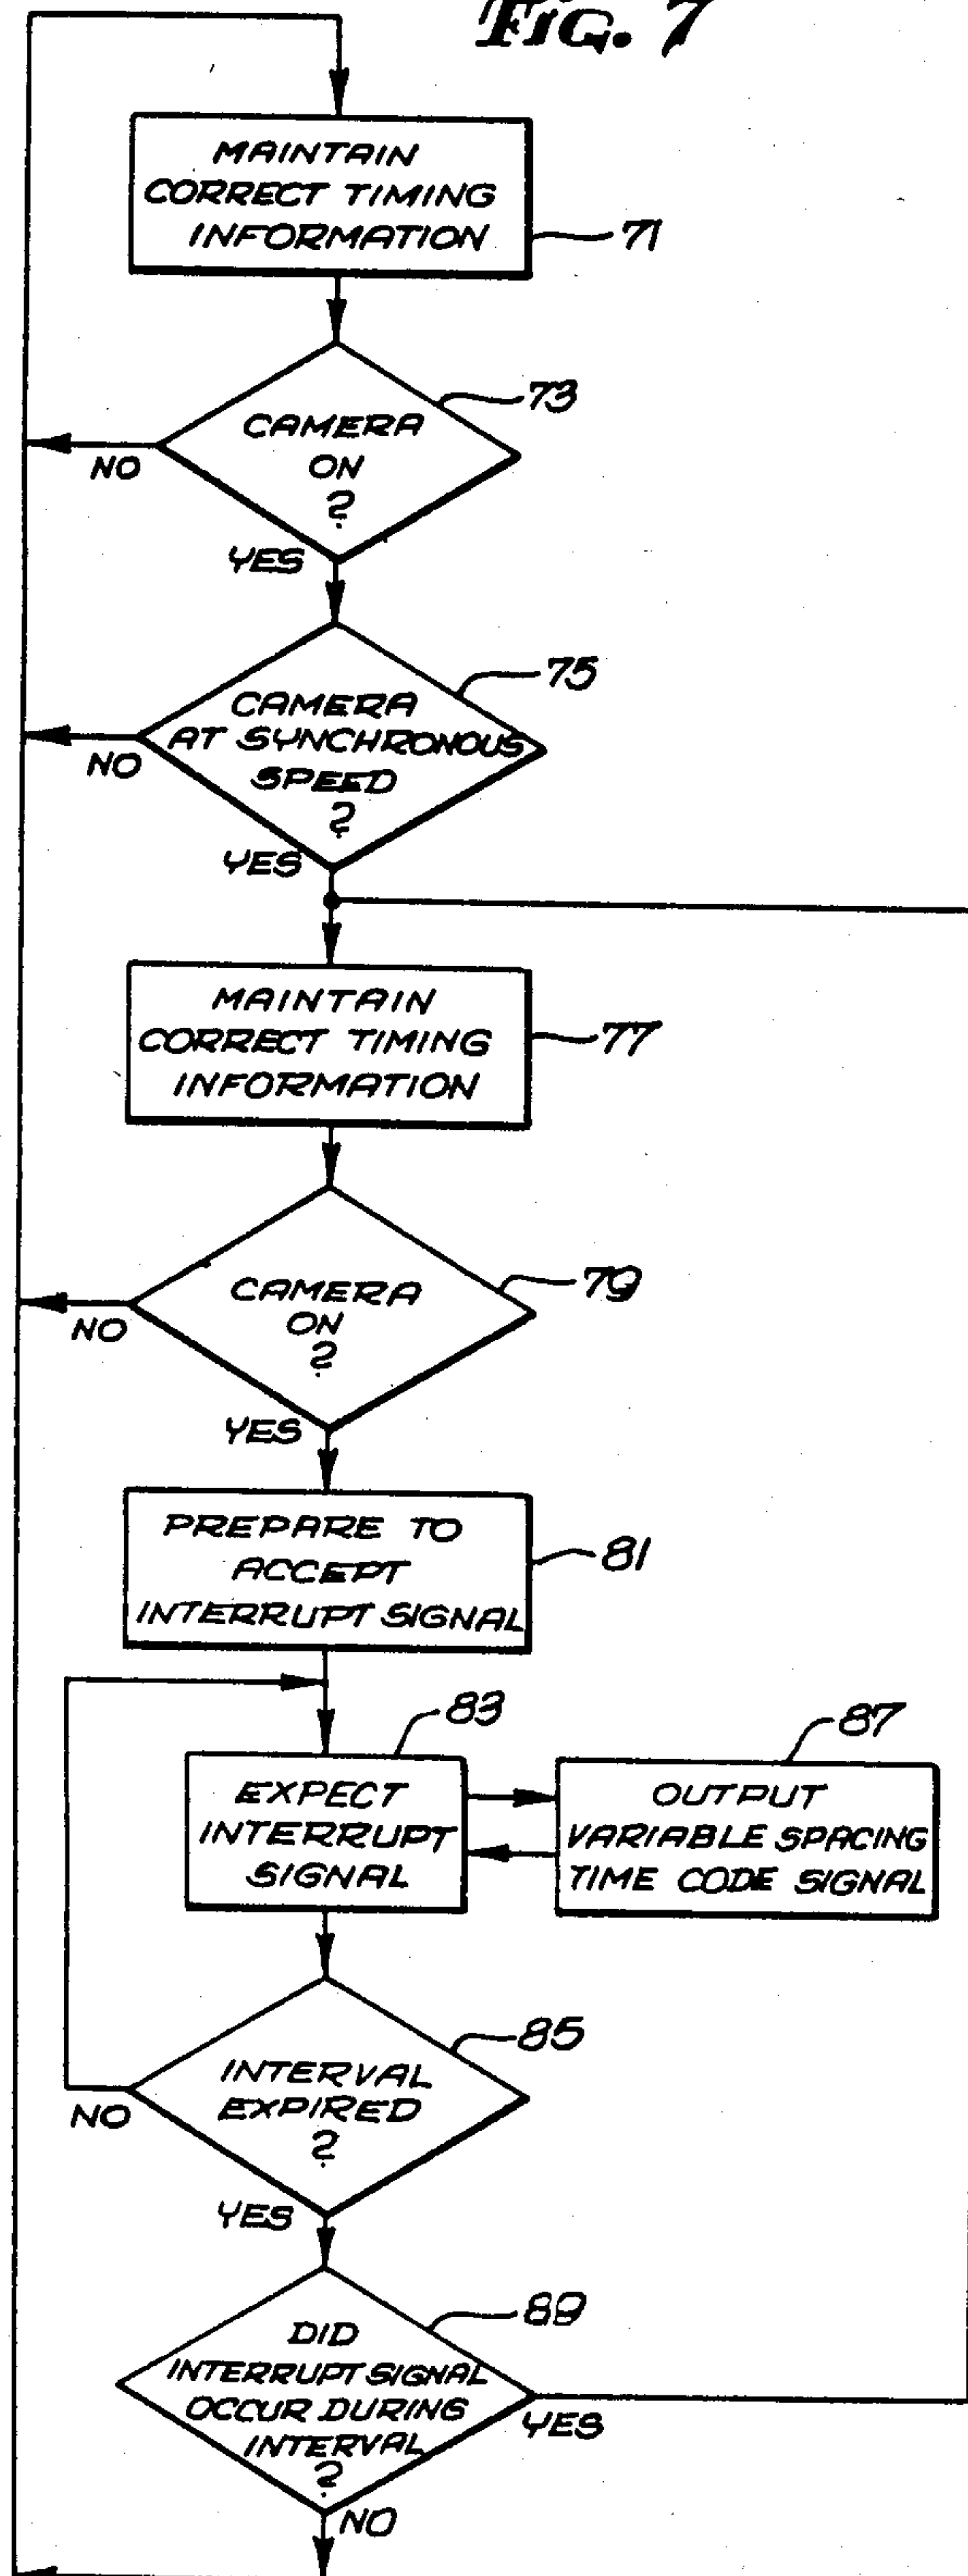 FIG. 7
MAINTAIN
CORRECT TIMING
INFORMATION
71
CAMERA
ON
?
73
NO
YES
CAMERA
AT SYNCHRONOUS
SPEED
?
75
NO
YES
MAINTAIN
CORRECT TIMING
INFORMATION
77
CAMERA
ON
?
79
NO
YES
PREPARE TO
ACCEPT
INTERRUPT SIGNAL
81
EXPECT
INTERRUPT
SIGNAL
83
OUTPUT
VARIABLE SPACING
TIME CODE SIGNAL
87
INTERVAL
EXPIRED
?
85
NO
YES
DID
INTERRUPT SIGNAL
OCCUR DURING
INTERVAL
?
89
YES
NO